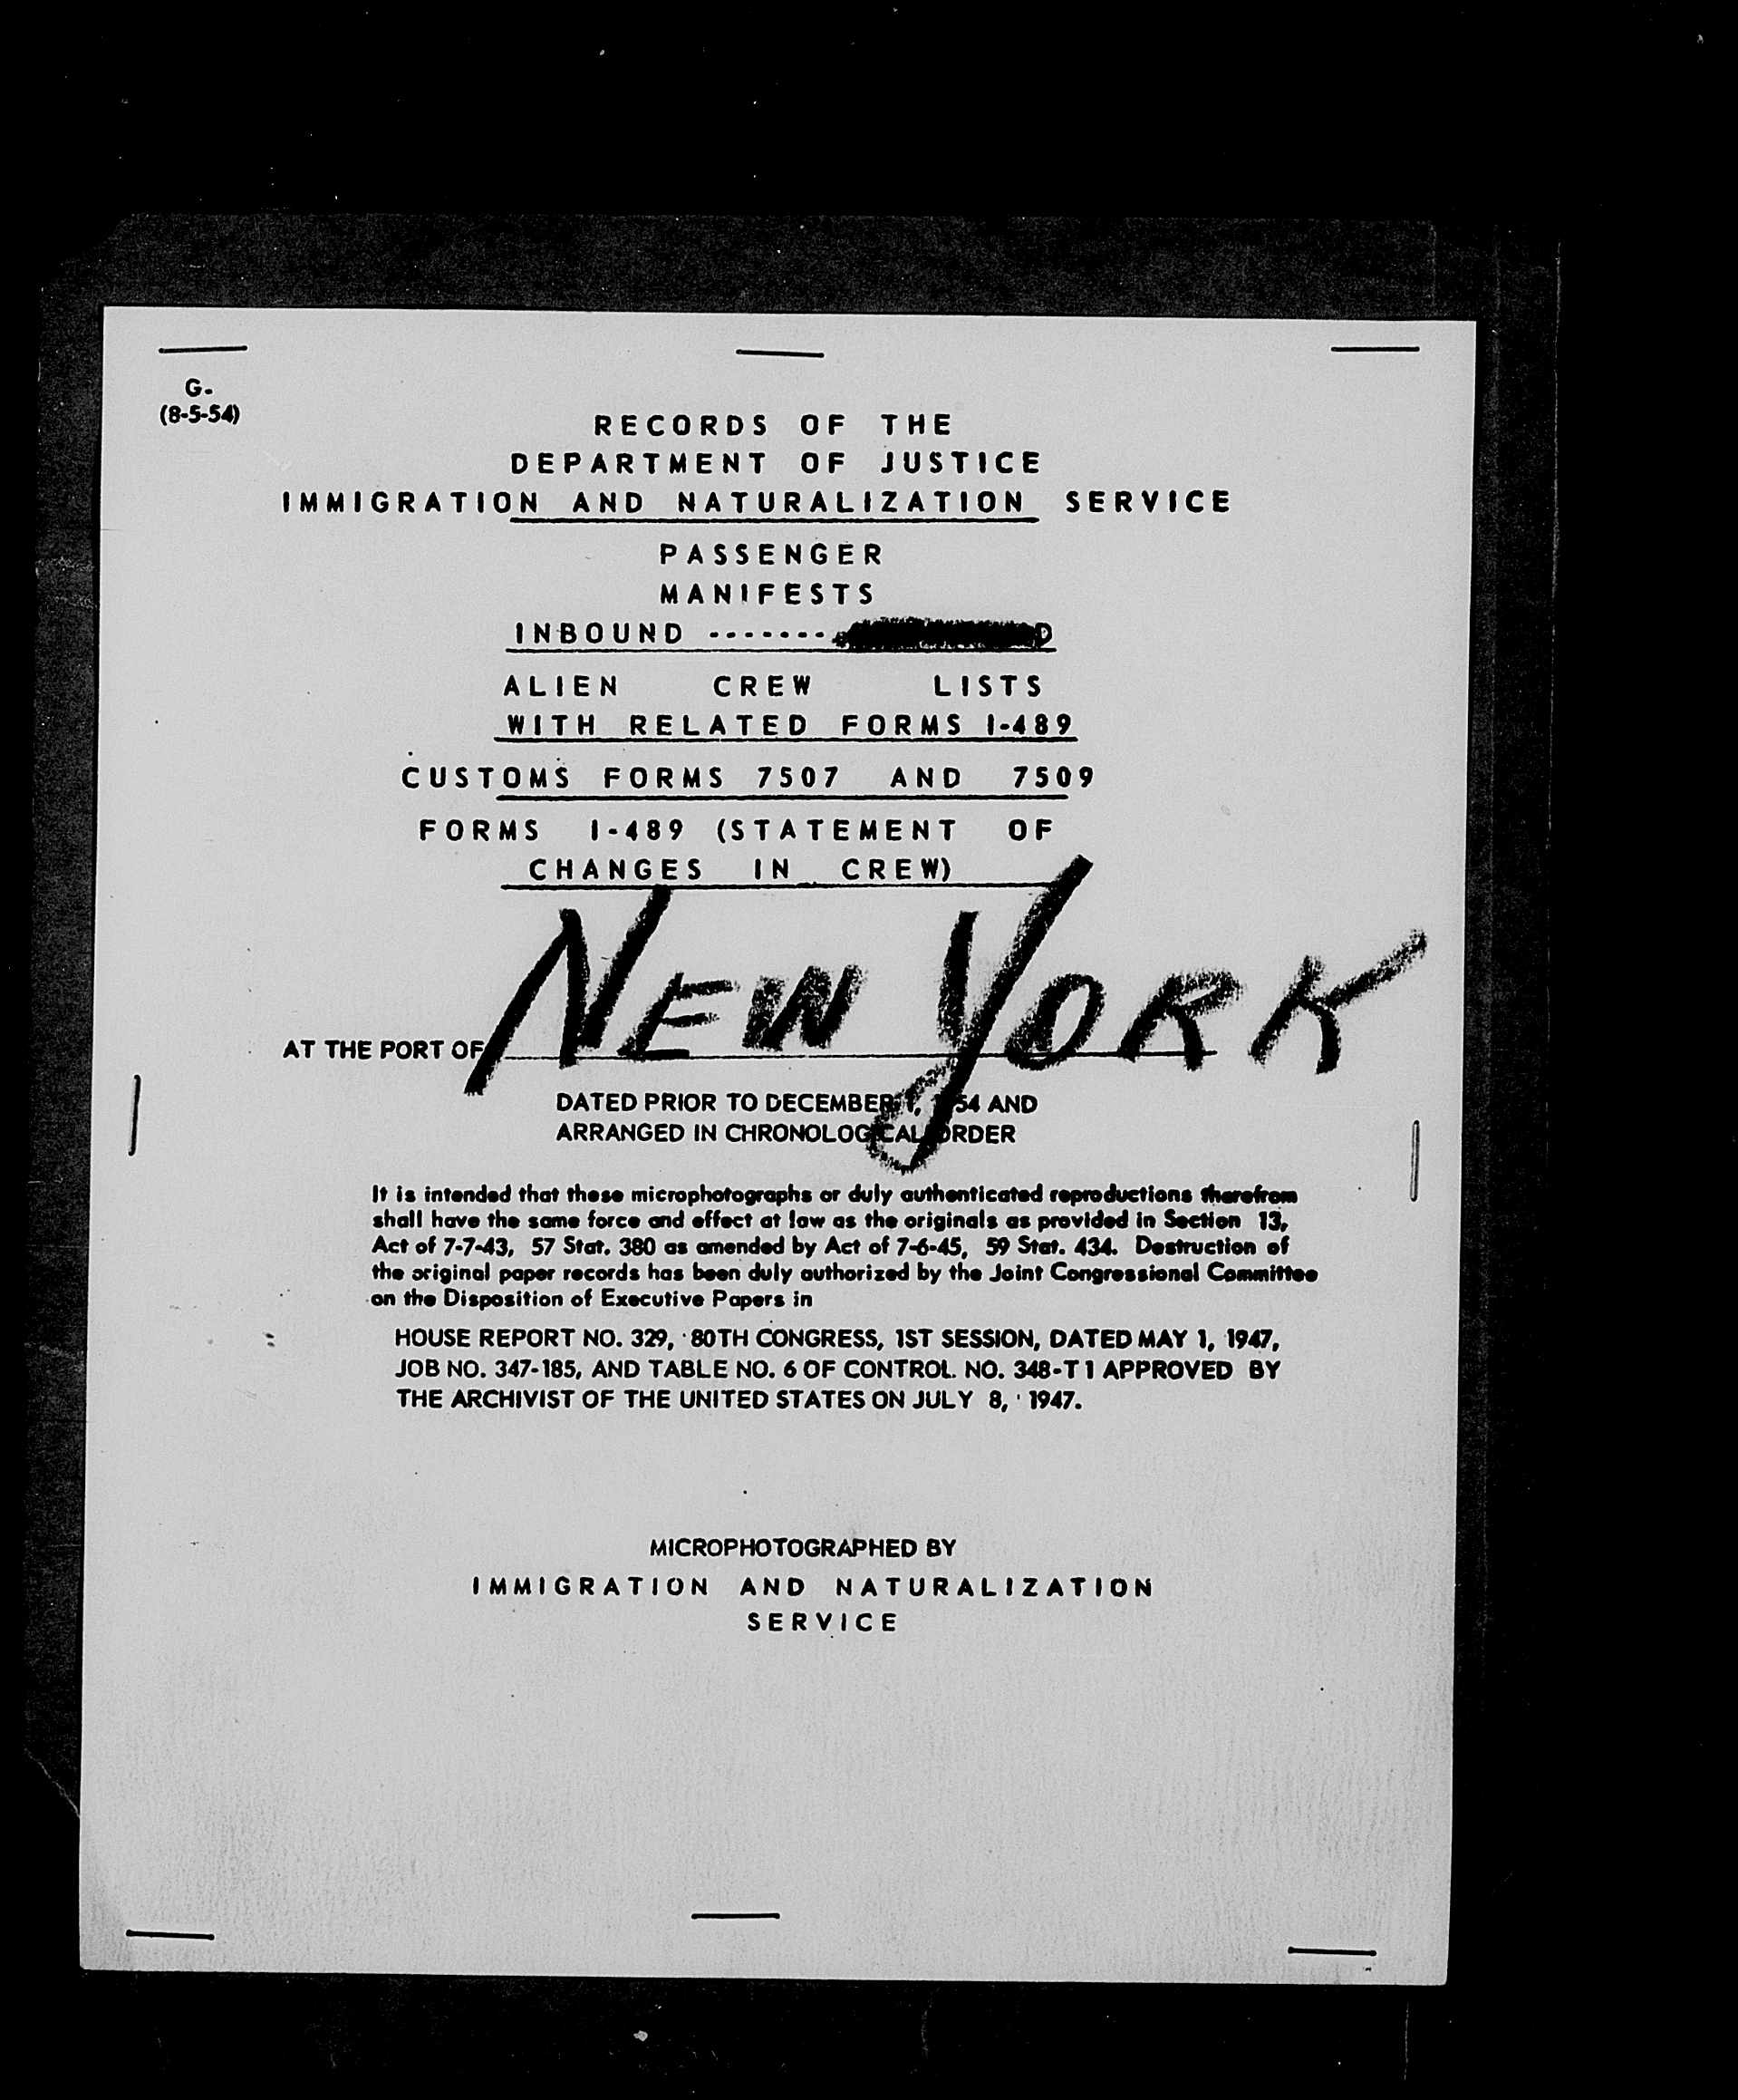 G-
(8-5-54)
RECORDS OF THE
DEPARTMENT OF JUSTICE
IMMIGRATION AND NATURALIZATION SERVICE
PASSENGER
MANIFESTS
INBOUND -------
ALIEN CREW LISTS
WITH RELATED FORMS I-489
CUSTOMS FORMS 7507 AND 7509
FORMS I-489 (STATEMENT OF
CHANGES IN CREW)
AT THE PORT OF NEW YORK
DATED PRIOR TO DECEMBER 1, 1954 AND
ARRANGED IN CHRONOLOGICAL ORDER
It is intended that these microphotographs or duly authenticated reproductions therefrom
shall have the same force and effect at law as the originals as provided in Section 13,
Act of 7-7-43, 57 Stat. 380 as amended by Act of 7-6-45, 59 Stat. 434. Destruction of
the original paper records has been duly authorized by the Joint Congressional Committee
on the Disposition of Executive Papers in
HOUSE REPORT NO. 329, 80TH CONGRESS, 1ST SESSION, DATED MAY 1, 1947,
JOB NO. 347-185, AND TABLE NO. 6 OF CONTROL NO. 348-T1 APPROVED BY
THE ARCHIVIST OF THE UNITED STATES ON JULY 8, 1947.
MICROPHOTOGRAPHED BY
IMMIGRATION AND NATURALIZATION
SERVICE